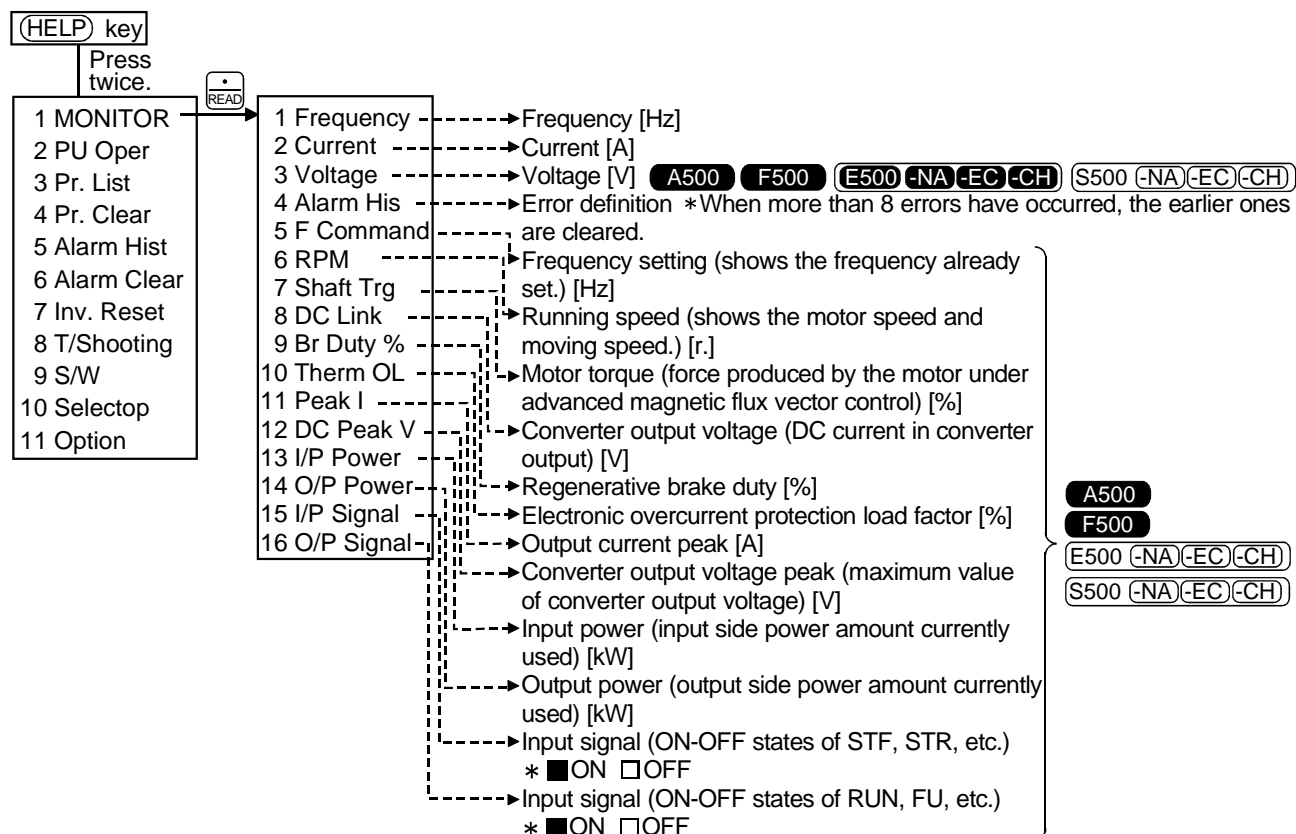 HELP key
Press
twice.
READ
1 MONITOR
2 PU Oper
3 Pr. List
4 Pr. Clear
5 Alarm Hist
6 Alarm Clear
7 Inv. Reset
8 T/Shooting
9 S/W
10 Selectop
11 Option
1 Frequency
2 Current
3 Voltage
4 Alarm His
5 F Command
6 RPM
7 Shaft Trg
8 DC Link
9 Br Duty %
10 Therm OL
11 Peak I
12 DC Peak V
13 I/P Power
14 O/P Power
15 I/P Signal
16 O/P Signal
Frequency [Hz]
Current [A]
Voltage [V] A500 F500 E500 -NA -EC -CH S500 -NA -EC -CH
Error definition *When more than 8 errors have occurred, the earlier ones
are cleared.
Frequency setting (shows the frequency already
set.) [Hz]
Running speed (shows the motor speed and
moving speed.) [r.]
Motor torque (force produced by the motor under
advanced magnetic flux vector control) [%]
Converter output voltage (DC current in converter
output) [V]
Regenerative brake duty [%]
Electronic overcurrent protection load factor [%]
Output current peak [A]
Converter output voltage peak (maximum value
of converter output voltage) [V]
Input power (input side power amount currently
used) [kW]
Output power (output side power amount currently
used) [kW]
Input signal (ON-OFF states of STF, STR, etc.)
* ■ON □OFF
Input signal (ON-OFF states of RUN, FU, etc.)
* ■ON □OFF
A500
F500
E500 -NA -EC -CH
S500 -NA -EC -CH